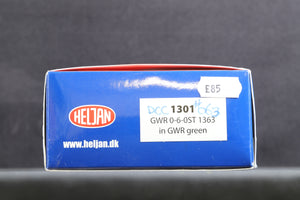 £85
HELJAN
www.heljan.dk
DCC 1301 #063
GWR 0-6-0ST 1363
in GWR green